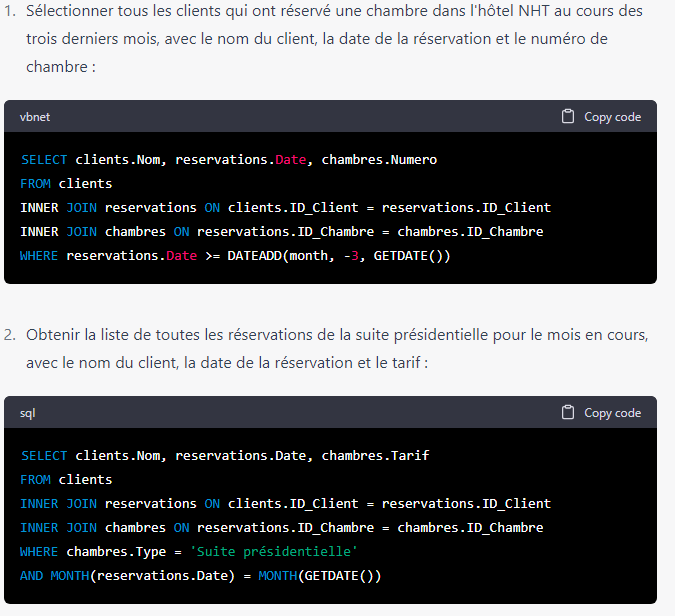 1. Sélectionner tous les clients qui ont réservé une chambre dans l'hôtel NHT au cours des
trois derniers mois, avec le nom du client, la date de la réservation et le numéro de
chambre :
vbnet Copy code
SELECT clients.Nom, reservations.Date, chambres.Numero
FROM clients
INNER JOIN reservations ON clients.ID_Client = reservations.ID_Client
INNER JOIN chambres ON reservations.ID_Chambre = chambres.ID_Chambre
WHERE reservations.Date >= DATEADD(month, -3, GETDATE())
2. Obtenir la liste de toutes les réservations de la suite présidentielle pour le mois en cours,
avec le nom du client, la date de la réservation et le tarif :
sql Copy code
SELECT clients.Nom, reservations.Date, chambres.Tarif
FROM clients
INNER JOIN reservations ON clients.ID_Client = reservations.ID_Client
INNER JOIN chambres ON reservations.ID_Chambre = chambres.ID_Chambre
WHERE chambres.Type = 'Suite présidentielle'
AND MONTH(reservations.Date) = MONTH(GETDATE())